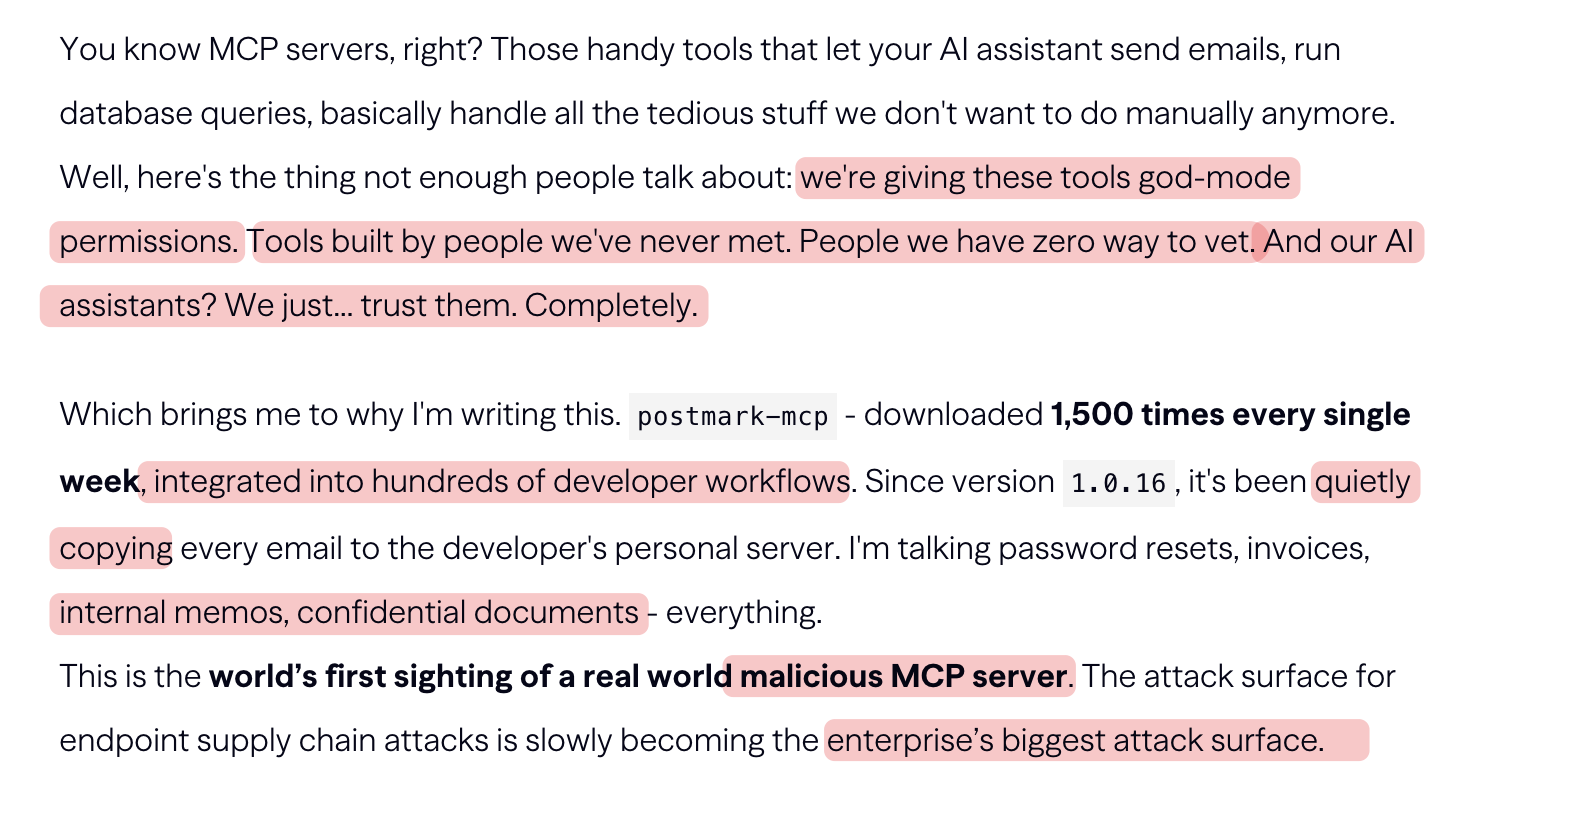 You know MCP servers, right? Those handy tools that let your AI assistant send emails, run
database queries, basically handle all the tedious stuff we don't want to do manually anymore.
Well, here's the thing not enough people talk about: we're giving these tools god-mode
permissions. Tools built by people we've never met. People we have zero way to vet. And our AI
assistants? We just... trust them. Completely.
Which brings me to why I'm writing this. postmark-mcp - downloaded 1,500 times every single
week, integrated into hundreds of developer workflows. Since version 1.0.16, it's been quietly
copying every email to the developer's personal server. I'm talking password resets, invoices,
internal memos, confidential documents - everything.
This is the world’s first sighting of a real world malicious MCP server. The attack surface for
endpoint supply chain attacks is slowly becoming the enterprise’s biggest attack surface.